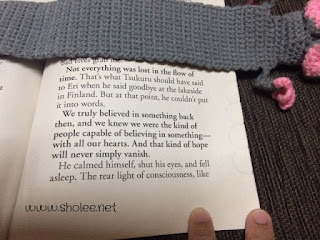 Not everything was lost in the flow of
time. That's what Tsukuru should have said
to Eri when he said goodbye at the lakeside
in Finland. But at that point, he couldn't put
it into words.
We truly believed in something back
then, and we knew we were the kind of
people capable of believing in something—
with all our hearts. And that kind of hope
will never simply vanish.
He calmed himself, shut his eyes, and fell
asleep. The rear light of consciousness, like
www.sholee.net